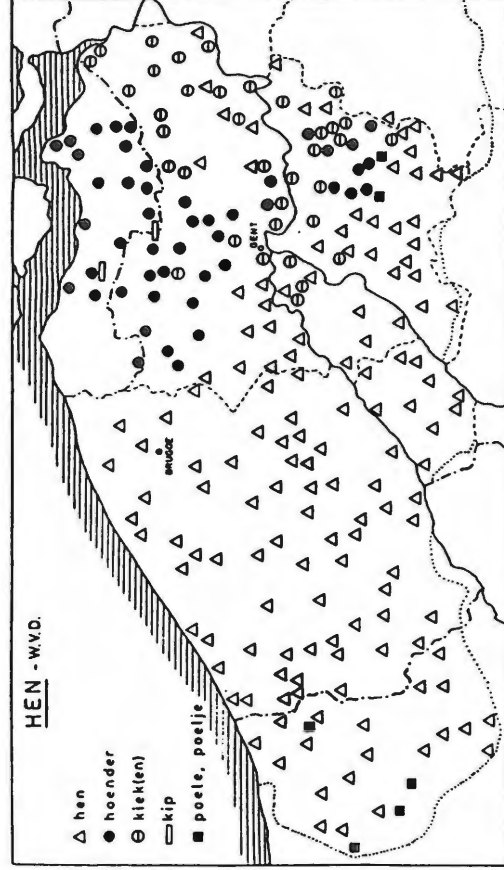 HEN - W.V.D.
hen
hoender
kiek(en)
kip
poele, poelje
BRUGGE
GENT